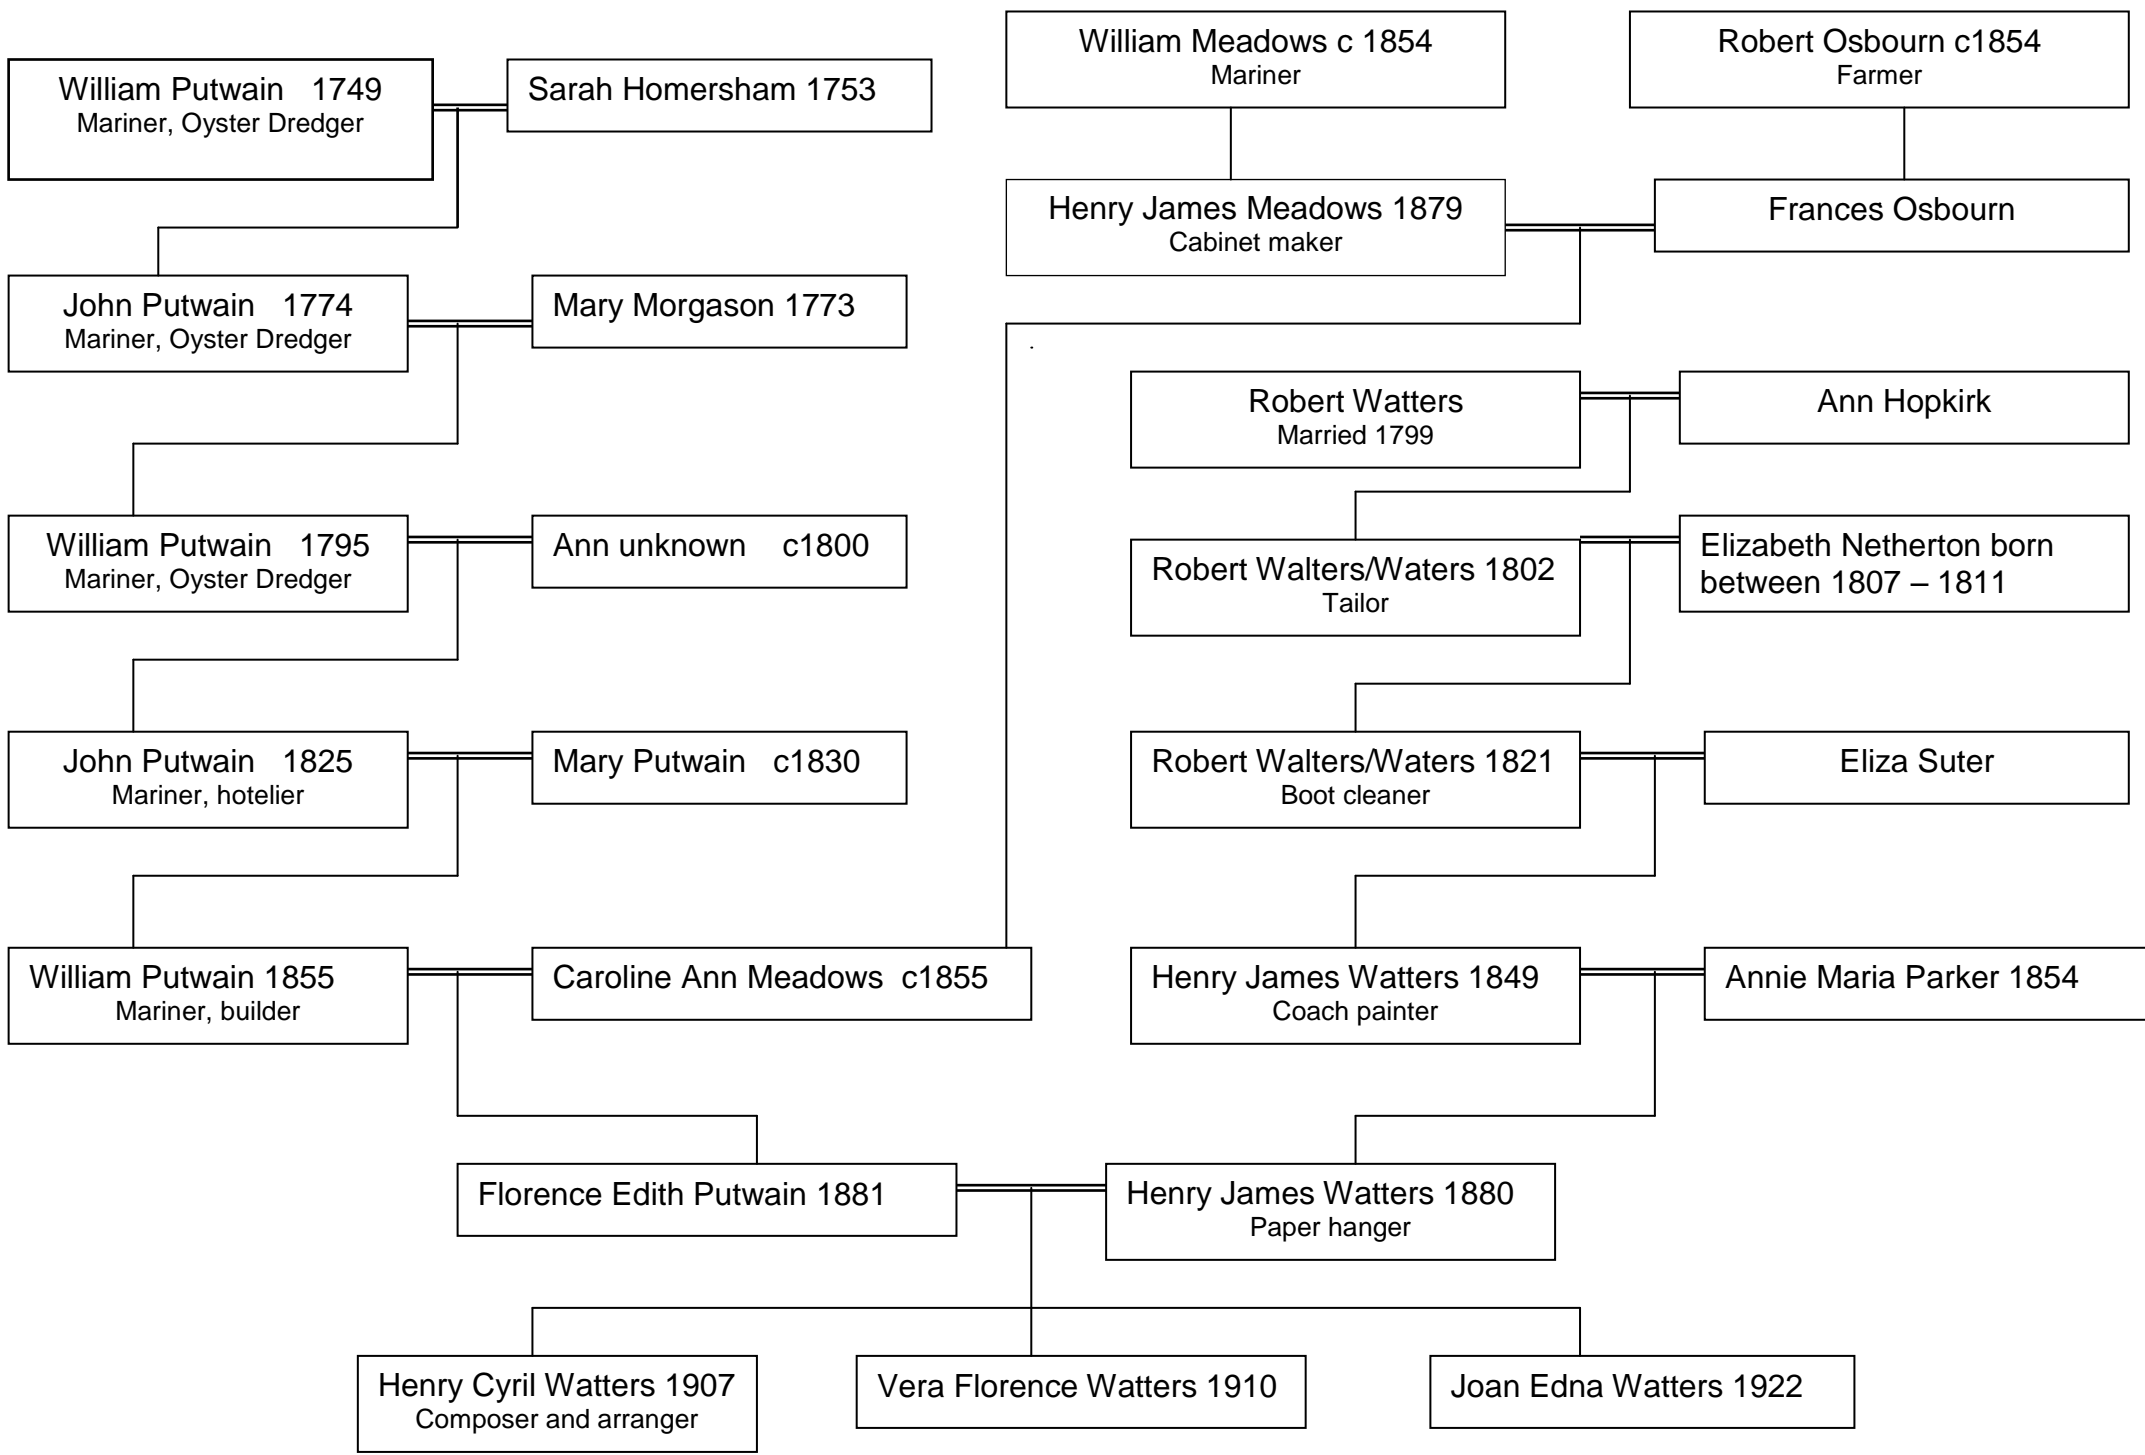 William Putwain 1749
Mariner, Oyster Dredger
Sarah Homersham 1753
William Meadows c 1854
Mariner
Robert Osbourn c1854
Farmer
Henry James Meadows 1879
Cabinet maker
Frances Osbourn
John Putwain 1774
Mariner, Oyster Dredger
Mary Morgason 1773
Robert Watters
Married 1799
Ann Hopkirk
William Putwain 1795
Mariner, Oyster Dredger
Ann unknown c1800
Robert Walters/Waters 1802
Tailor
Elizabeth Netherton born
between 1807 – 1811
John Putwain 1825
Mariner, hotelier
Mary Putwain c1830
Robert Walters/Waters 1821
Boot cleaner
Eliza Suter
William Putwain 1855
Mariner, builder
Caroline Ann Meadows c1855
Henry James Watters 1849
Coach painter
Annie Maria Parker 1854
Florence Edith Putwain 1881
Henry James Watters 1880
Paper hanger
Henry Cyril Watters 1907
Composer and arranger
Vera Florence Watters 1910
Joan Edna Watters 1922